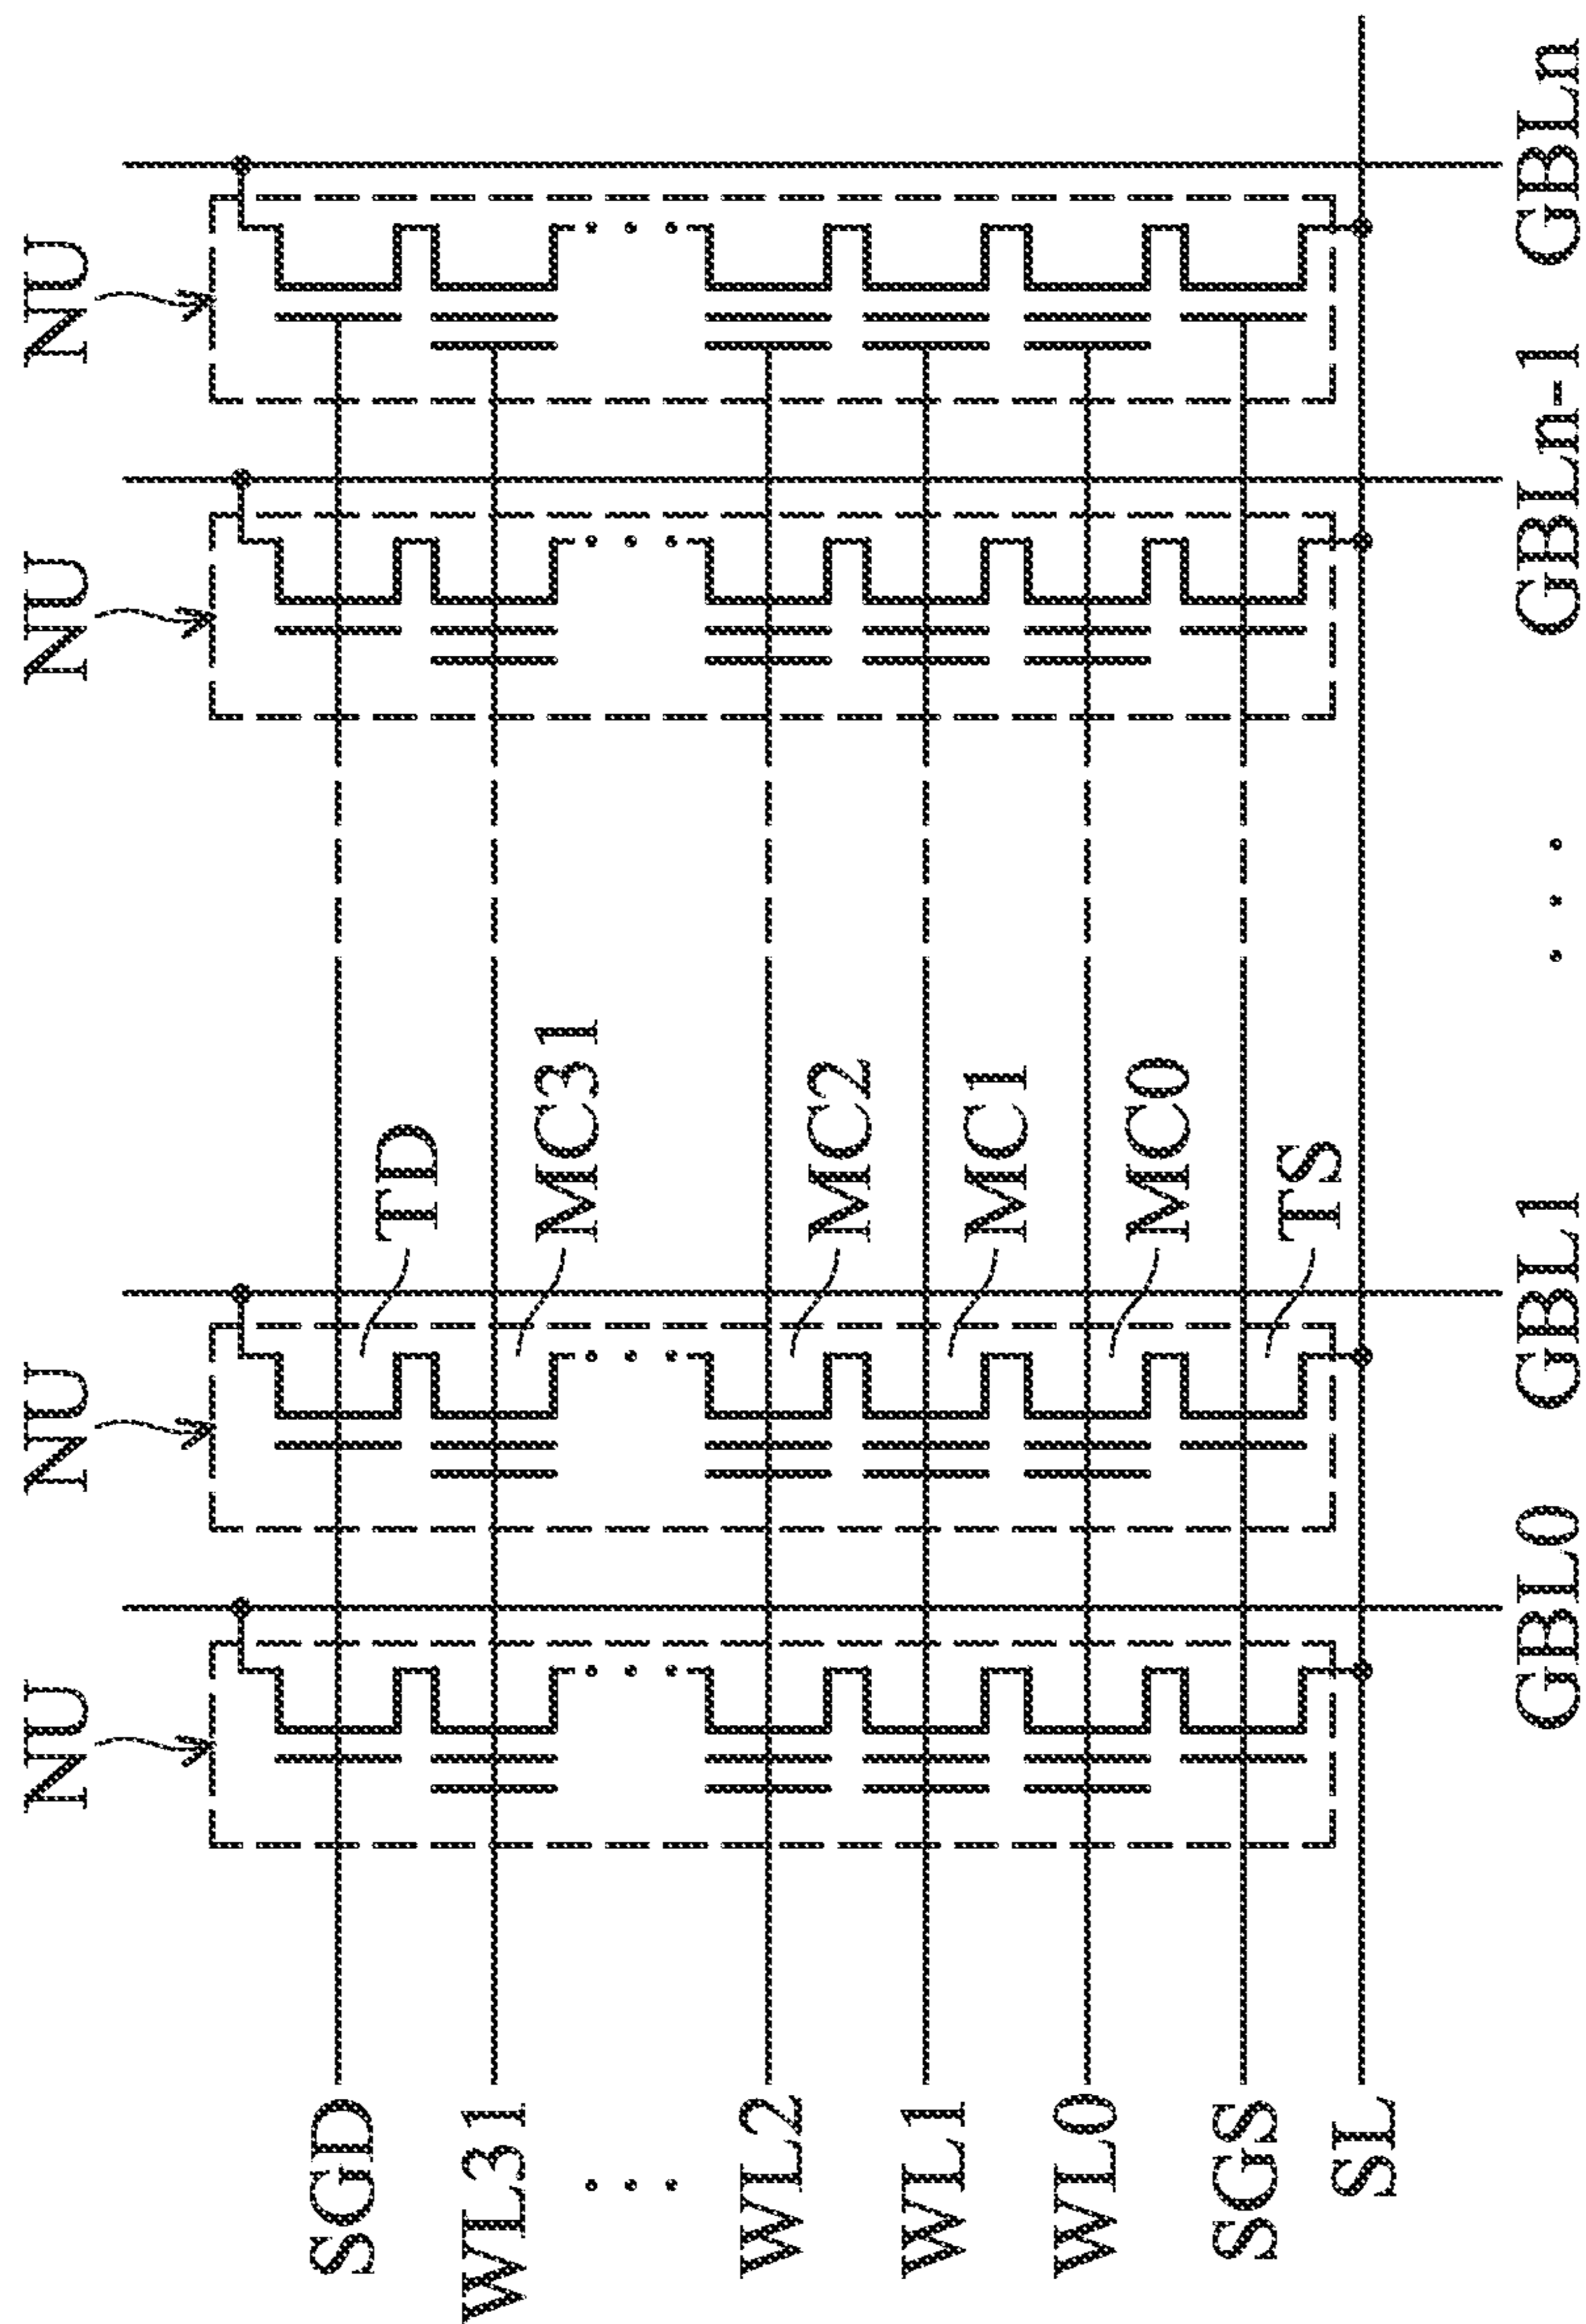 NU NU NU NU
SGD
TD
WL31
MC31
. . .
WL2
MC2
WL1
MC1
WL0
MC0
SGS
TS
SL
GBL0 GBL1 . . . GBLn-1 GBLn